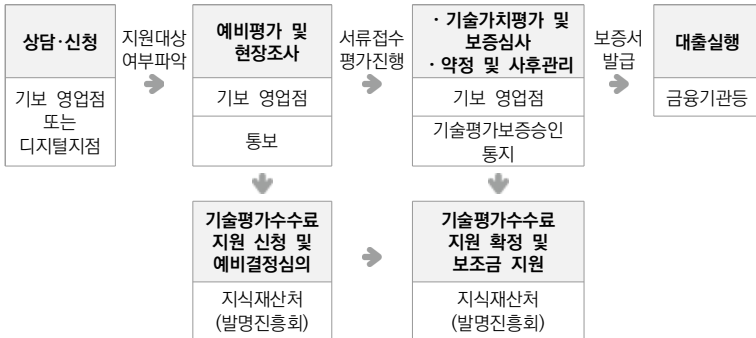 상담·신청
지원대상
여부파악
예비평가 및
현장조사
서류접수
평가진행
· 기술가치평가 및
보증심사
· 약정 및 사후관리
보증서
발급
대출실행
기보 영업점
또는
디지털지점
기보 영업점
통보
기보 영업점
기술평가보증승인
통지
금융기관등
기술평가수수료
지원 신청 및
예비결정심의
기술평가수수료
지원 확정 및
보조금 지원
지식재산처
(발명진흥회)
지식재산처
(발명진흥회)